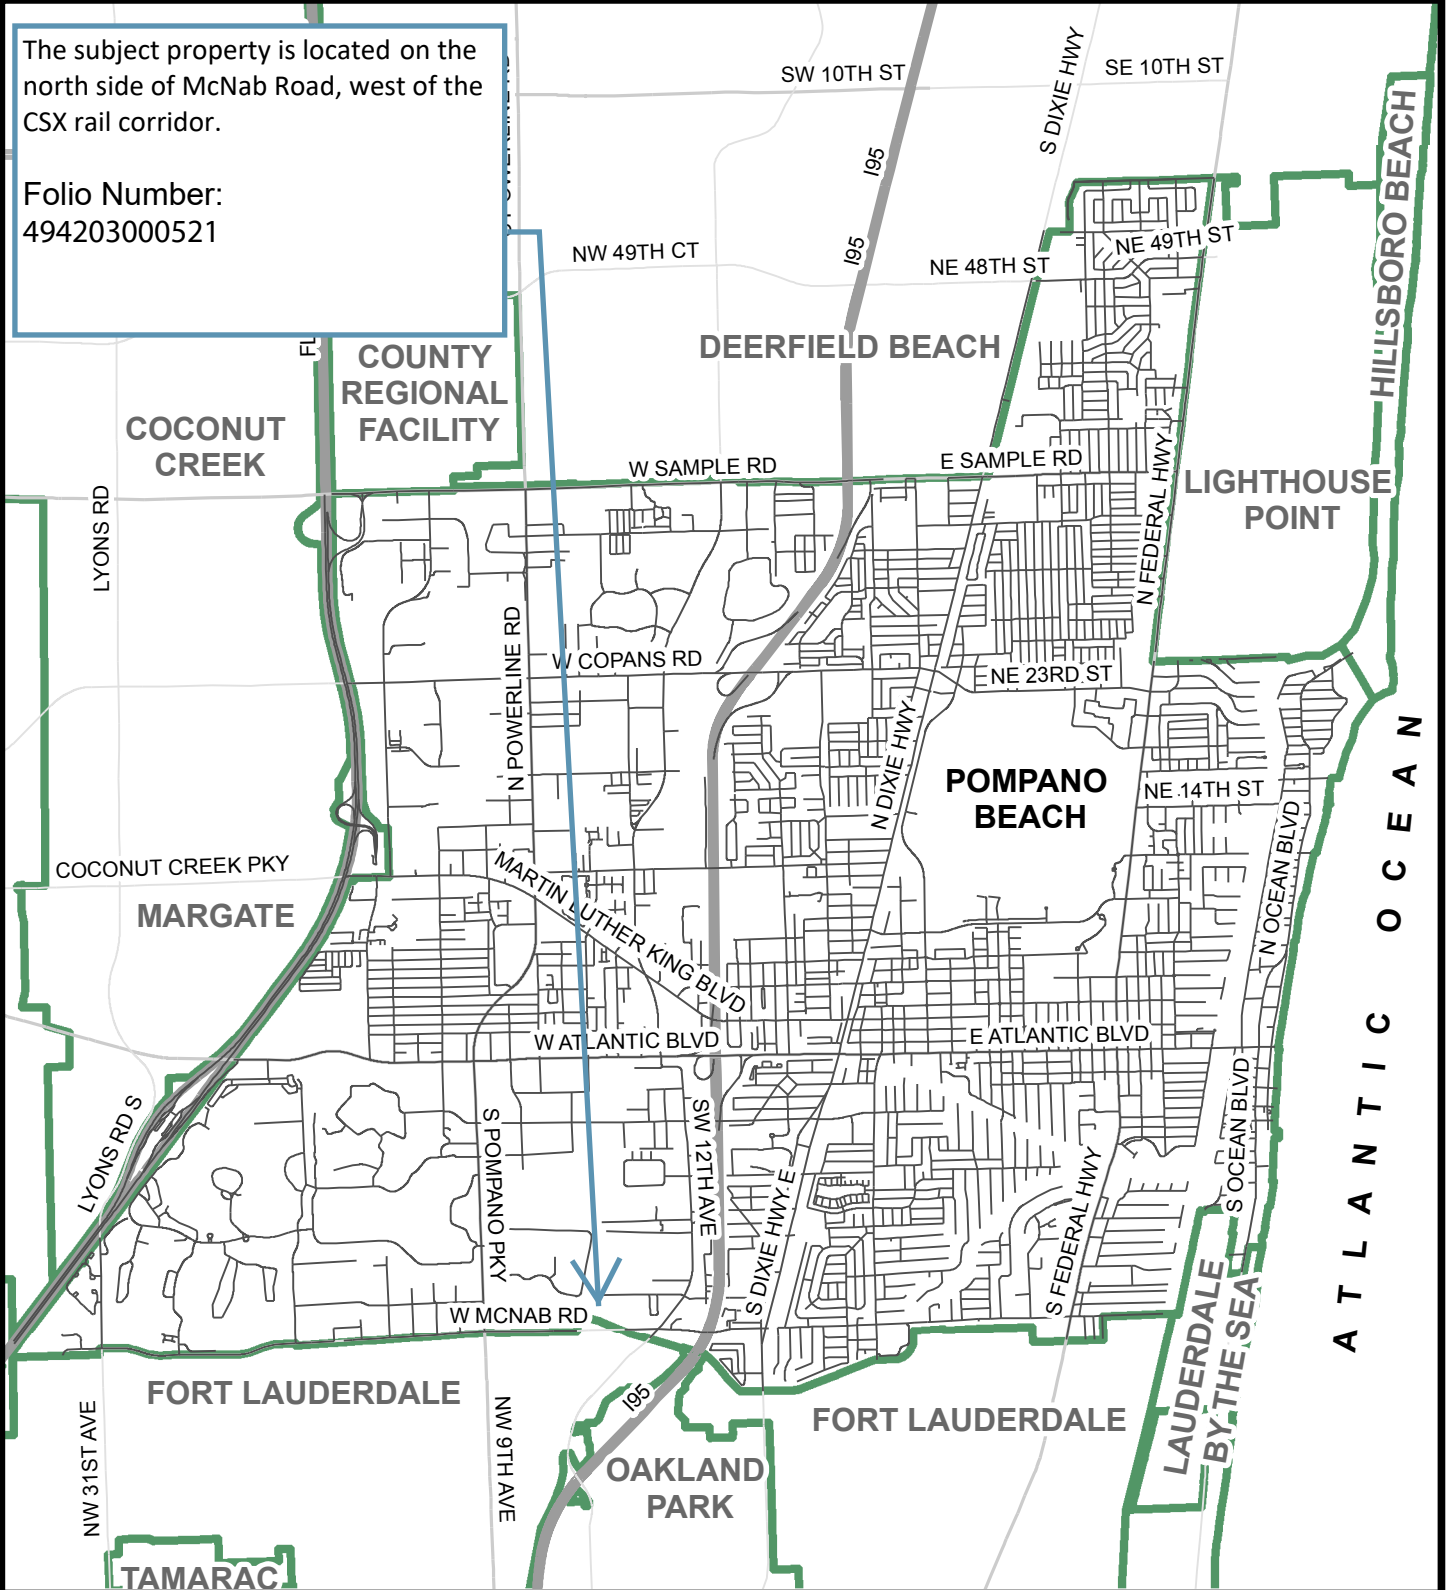 The subject property is located on the
north side of McNab Road, west of the
CSX rail corridor.
Folio Number:
494203000521
SW 10TH ST
SE 10TH ST
S DIXIE HWY
I95
I95
HILLSBORO BEACH
NW 49TH CT
NE 48TH ST
NE 49TH ST
FL
COUNTY
REGIONAL
FACILITY
DEERFIELD BEACH
COCONUT
CREEK
LYONS RD
W SAMPLE RD
E SAMPLE RD
N FEDERAL HWY
LIGHTHOUSE
POINT
N POWERLINE RD
W COPANS RD
NE 23RD ST
N DIXIE HWY
POMPANO
BEACH
NE 14TH ST
N OCEAN BLVD
ATLANTIC OCEAN
COCONUT CREEK PKY
MARGATE
MARTIN LUTHER KING BLVD
W ATLANTIC BLVD
E ATLANTIC BLVD
LYONS RD S
S POMPANO PKY
SW 12TH AVE
S DIXIE HWY E
S FEDERAL HWY
S OCEAN BLVD
W MCNAB RD
FORT LAUDERDALE
FORT LAUDERDALE
LAUDERDALE
BY THE SEA
I95
NW 31ST AVE
NW 9TH AVE
OAKLAND
PARK
TAMARAC